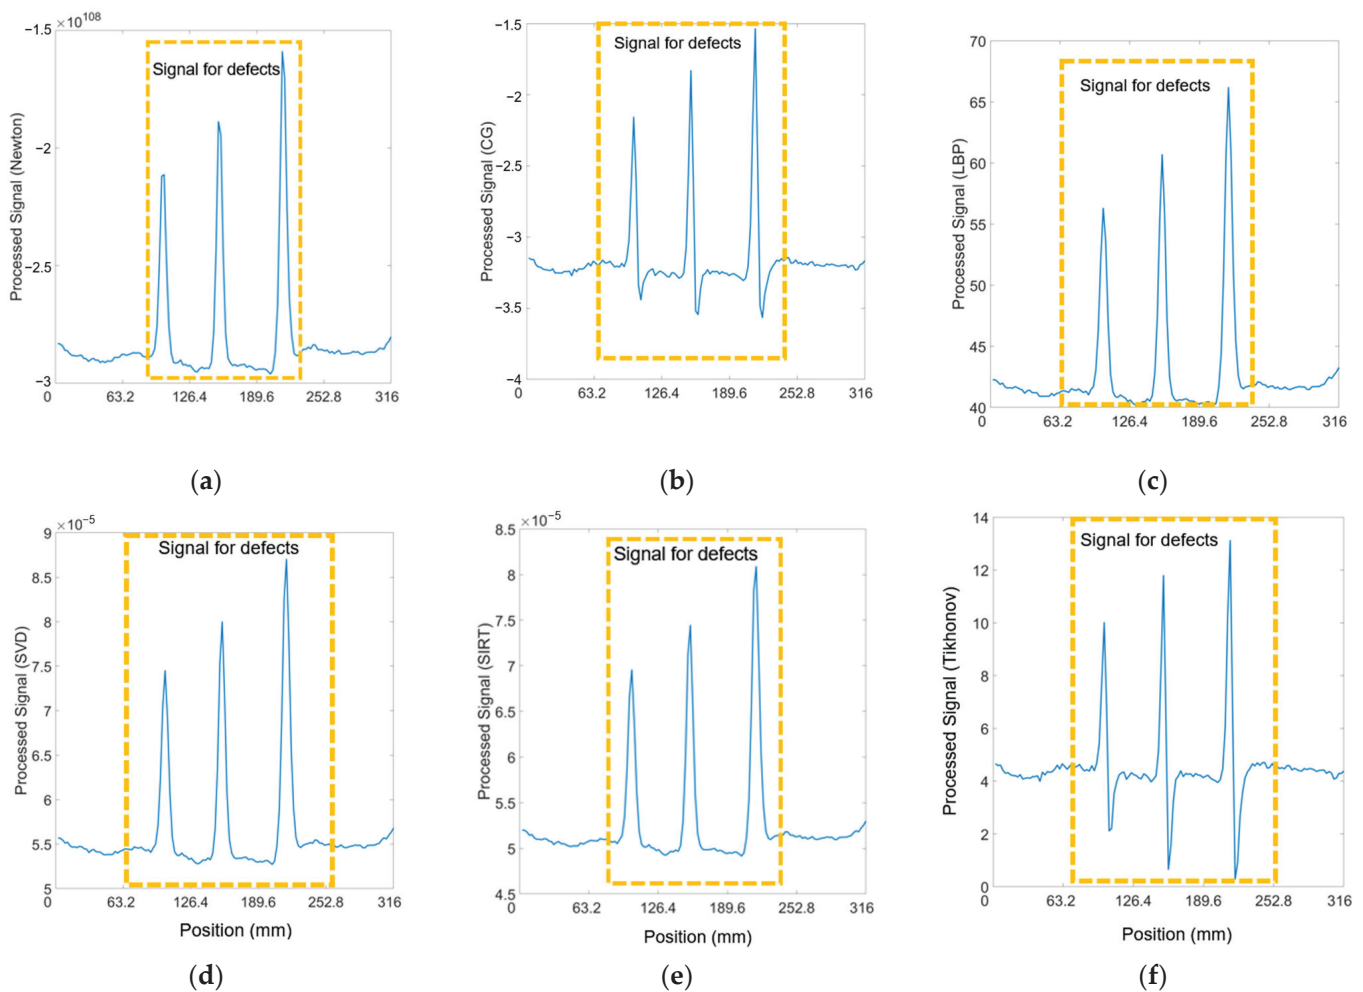 ×10^108
−1.5
−2
−2.5
−3
Processed Signal (Newton)
Signal for defects
0 63.2 126.4 189.6 252.8 316
(a)
−1.5
−2
−2.5
−3
−3.5
−4
Processed Signal (CG)
Signal for defects
0 63.2 126.4 189.6 252.8 316
(b)
70
65
60
55
50
45
40
Processed Signal (LBP)
Signal for defects
0 63.2 126.4 189.6 252.8 316
(c)
×10^−5
9
8.5
8
7.5
7
6.5
6
5.5
5
Processed Signal (SVD)
Signal for defects
0 63.2 126.4 189.6 252.8 316
Position (mm)
(d)
×10^−5
8.5
8
7.5
7
6.5
6
5.5
5
4.5
Processed Signal (SIRT)
Signal for defects
0 63.2 126.4 189.6 252.8 316
Position (mm)
(e)
14
12
10
8
6
4
2
0
Processed Signal (Tikhonov)
Signal for defects
0 63.2 126.4 189.6 252.8 316
Position (mm)
(f)